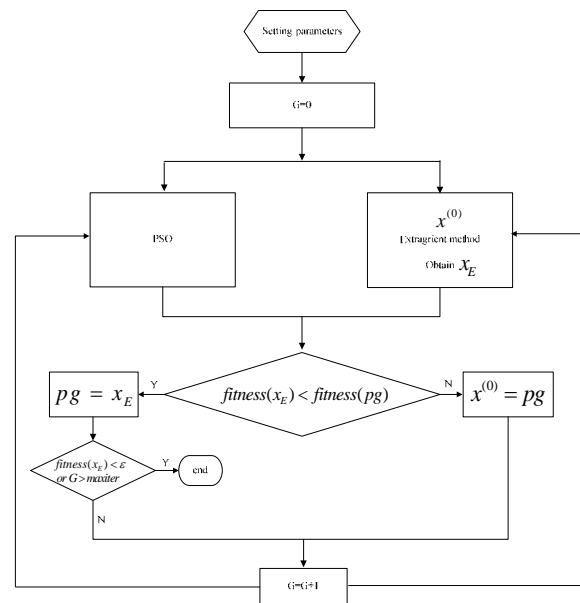 Setting parameters
G=0
PSO
x^{(0)}
Extragrient method
Obtain x_E
pg = x_E
Y
fitness(x_E) < fitness(pg)
N
x^{(0)} = pg
fitness(x_E) < ε
or G > maxiter
Y
end
N
G=G+1